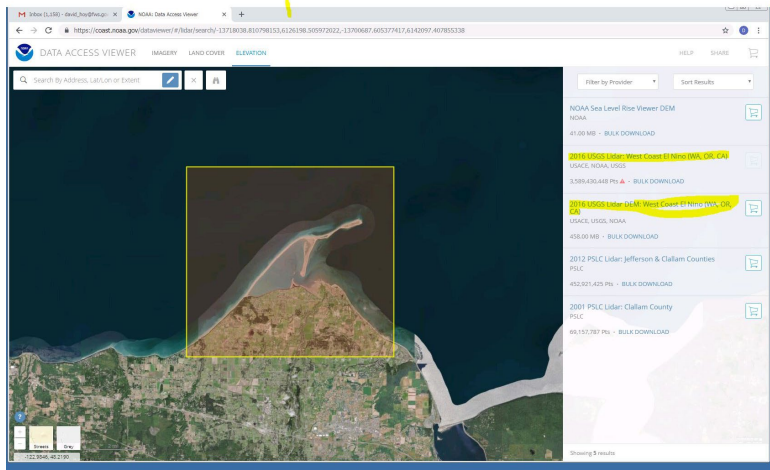 Inbox (1,156) - david_hoy@fws.gov
NOAA: Data Access Viewer
https://coast.noaa.gov/dataviewer/#/lidar/search/-13718038.810798153,6126198.505972022,-13700687.605377417,6142097.407855338
DATA ACCESS VIEWER IMAGERY LAND COVER ELEVATION HELP SHARE
Search By Address, Lat/Lon or Extent
Filter by Provider Sort Results
NOAA Sea Level Rise Viewer DEM
NOAA
41.00 MB - BULK DOWNLOAD
2016 USGS Lidar: West Coast El Nino (WA, OR, CA)
USACE, NOAA, USGS
3,589,430,448 Pts - BULK DOWNLOAD
2016 USGS Lidar DEM: West Coast El Nino (WA, OR,
CA)
USACE, USGS, NOAA
458.00 MB - BULK DOWNLOAD
2012 PSLC Lidar: Jefferson & Clallam Counties
PSLC
452,921,425 Pts - BULK DOWNLOAD
2001 PSLC Lidar: Clallam County
PSLC
69,157,787 Pts - BULK DOWNLOAD
Streets Grey
-122.9846, 48.2190
Showing 5 results